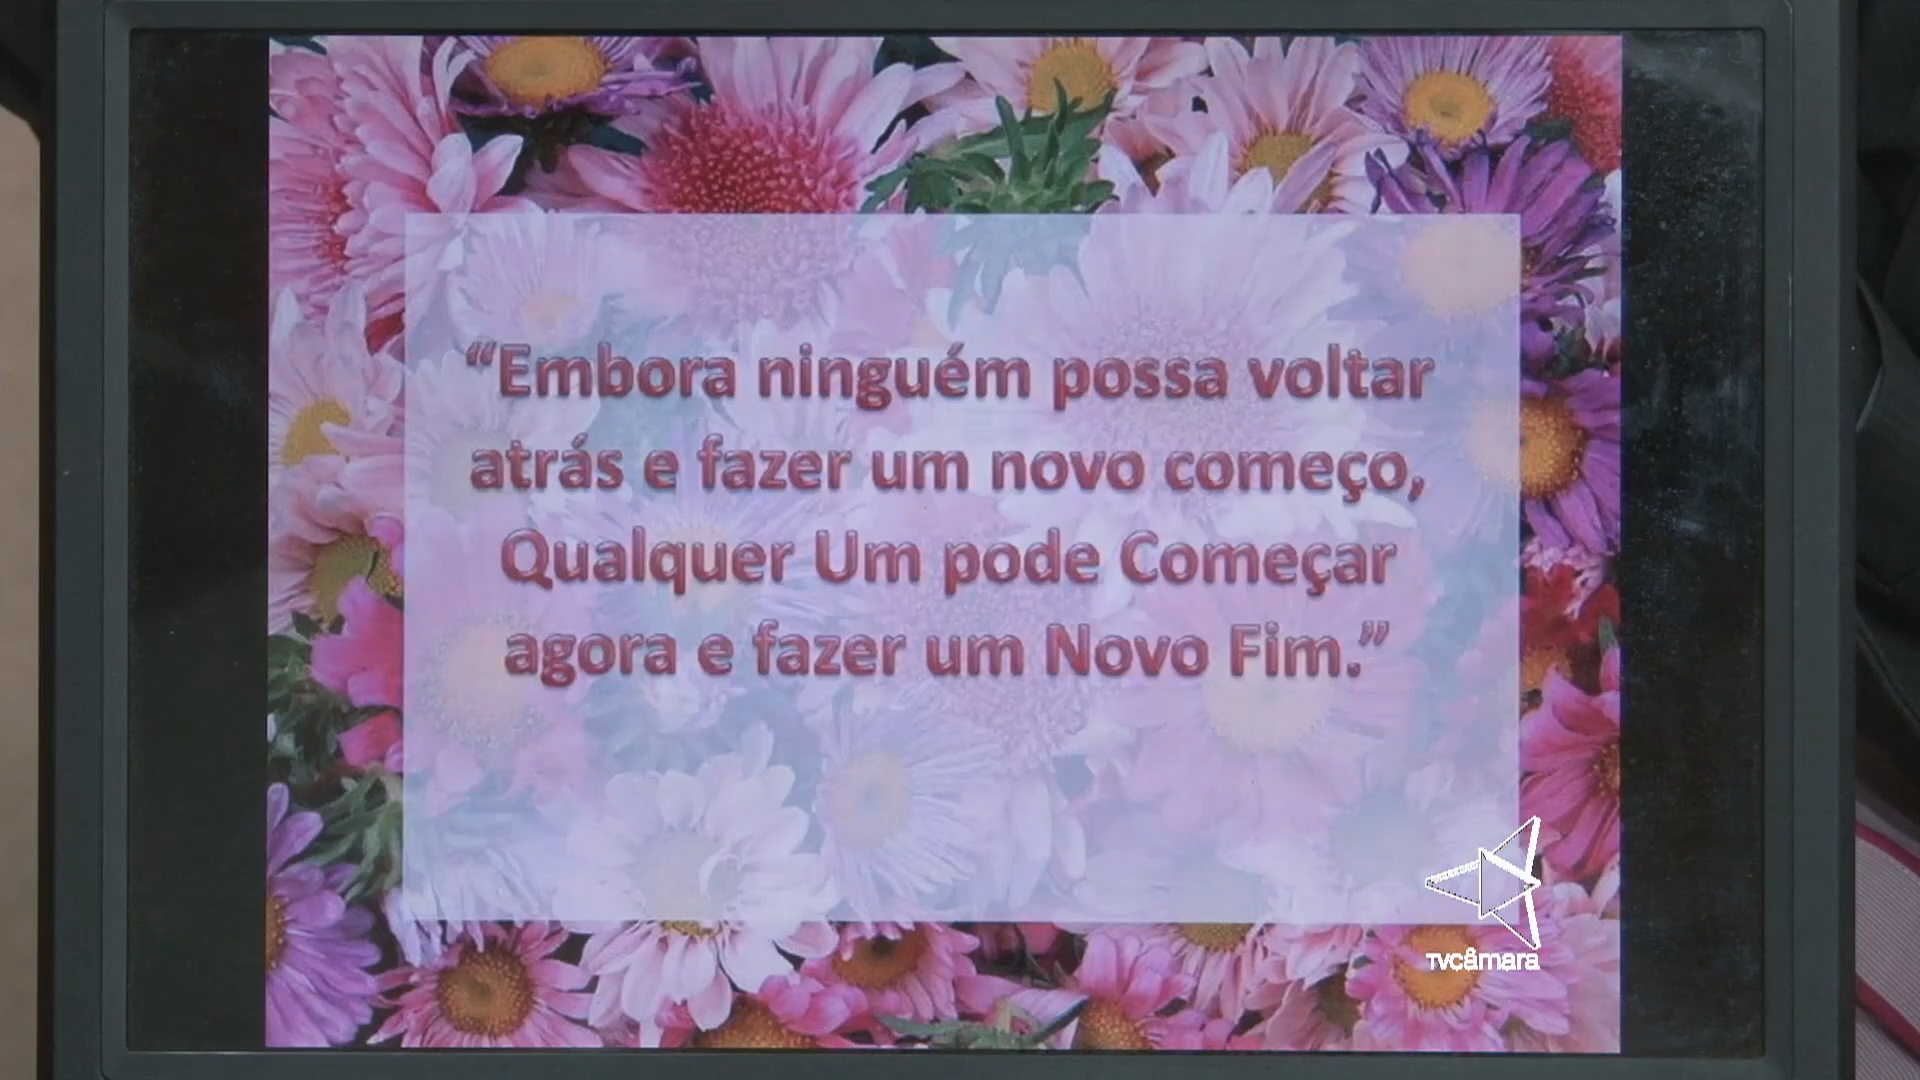 “Embora ninguém possa voltar
atrás e fazer um novo começo,
Qualquer Um pode Começar
agora e fazer um Novo Fim.”
TVcâmara